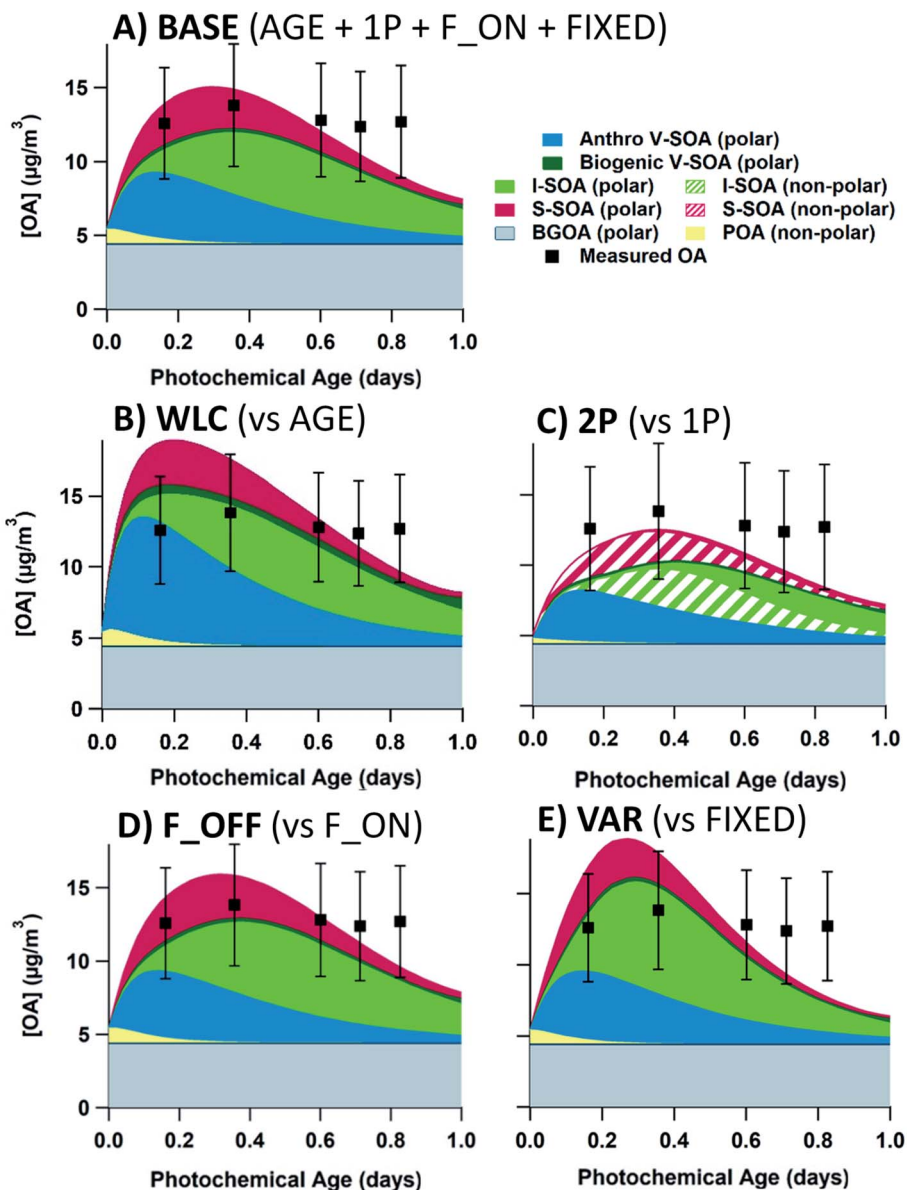 A) BASE (AGE + 1P + F_ON + FIXED)
[OA] (µg/m³)
15
10
5
0
0.0 0.2 0.4 0.6 0.8 1.0
Photochemical Age (days)
Anthro V-SOA (polar)
Biogenic V-SOA (polar)
I-SOA (polar) I-SOA (non-polar)
S-SOA (polar) S-SOA (non-polar)
BGOA (polar) POA (non-polar)
Measured OA
B) WLC (vs AGE)
[OA] (µg/m³)
15
10
5
0
0.0 0.2 0.4 0.6 0.8 1.0
Photochemical Age (days)
C) 2P (vs 1P)
0.0 0.2 0.4 0.6 0.8 1.0
Photochemical Age (days)
D) F_OFF (vs F_ON)
[OA] (µg/m³)
15
10
5
0
0.0 0.2 0.4 0.6 0.8 1.0
Photochemical Age (days)
E) VAR (vs FIXED)
0.0 0.2 0.4 0.6 0.8 1.0
Photochemical Age (days)